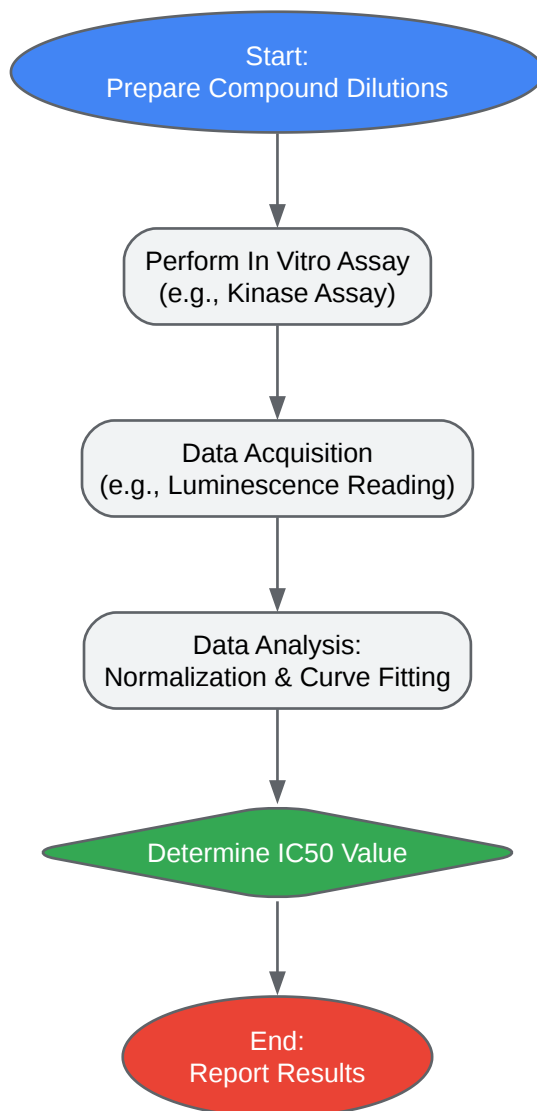 Start:
Prepare Compound Dilutions
Perform In Vitro Assay
(e.g., Kinase Assay)
Data Acquisition
(e.g., Luminescence Reading)
Data Analysis:
Normalization & Curve Fitting
Determine IC50 Value
End:
Report Results